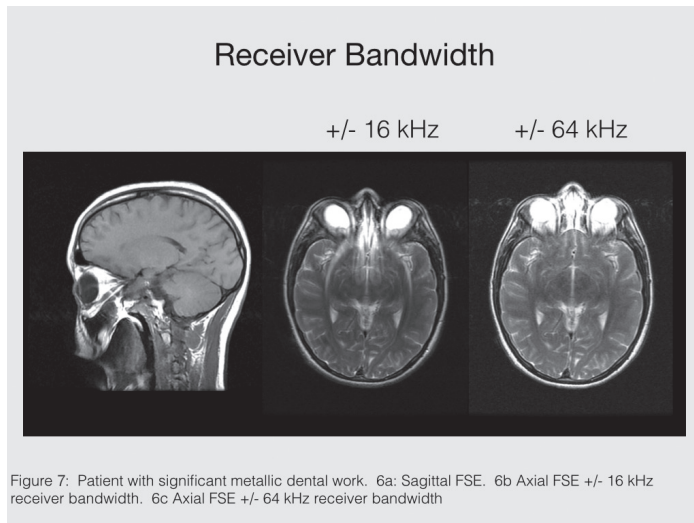 Receiver Bandwidth
+/- 16 kHz
+/- 64 kHz
Figure 7: Patient with significant metallic dental work. 6a: Sagittal FSE. 6b Axial FSE +/- 16 kHz
receiver bandwidth. 6c Axial FSE +/- 64 kHz receiver bandwidth